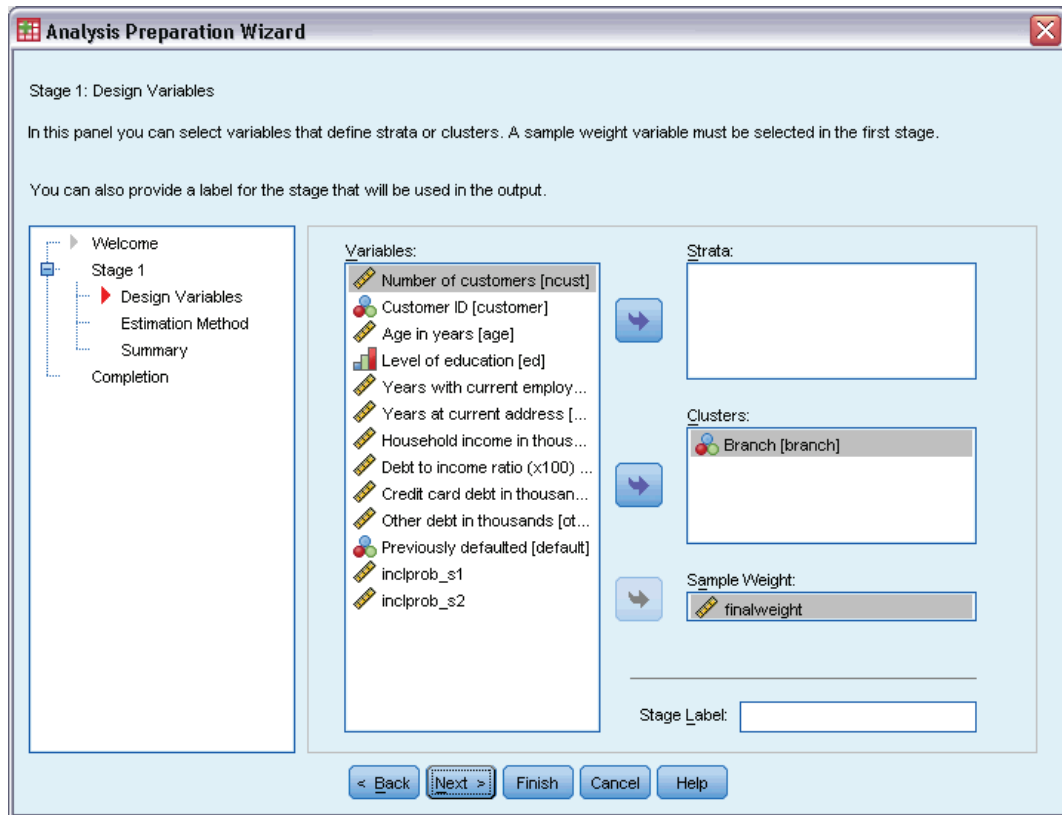 Analysis Preparation Wizard
Stage 1: Design Variables
In this panel you can select variables that define strata or clusters. A sample weight variable must be selected in the first stage.
You can also provide a label for the stage that will be used in the output.
Welcome
Stage 1
Design Variables
Estimation Method
Summary
Completion
Variables:
Number of customers [ncust]
Customer ID [customer]
Age in years [age]
Level of education [ed]
Years with current employ...
Years at current address [...
Household income in thous...
Debt to income ratio (x100) ...
Credit card debt in thousan...
Other debt in thousands [ot...
Previously defaulted [default]
inclprob_s1
inclprob_s2
Strata:
Clusters:
Branch [branch]
Sample Weight:
finalweight
Stage Label:
< Back
Next >
Finish
Cancel
Help